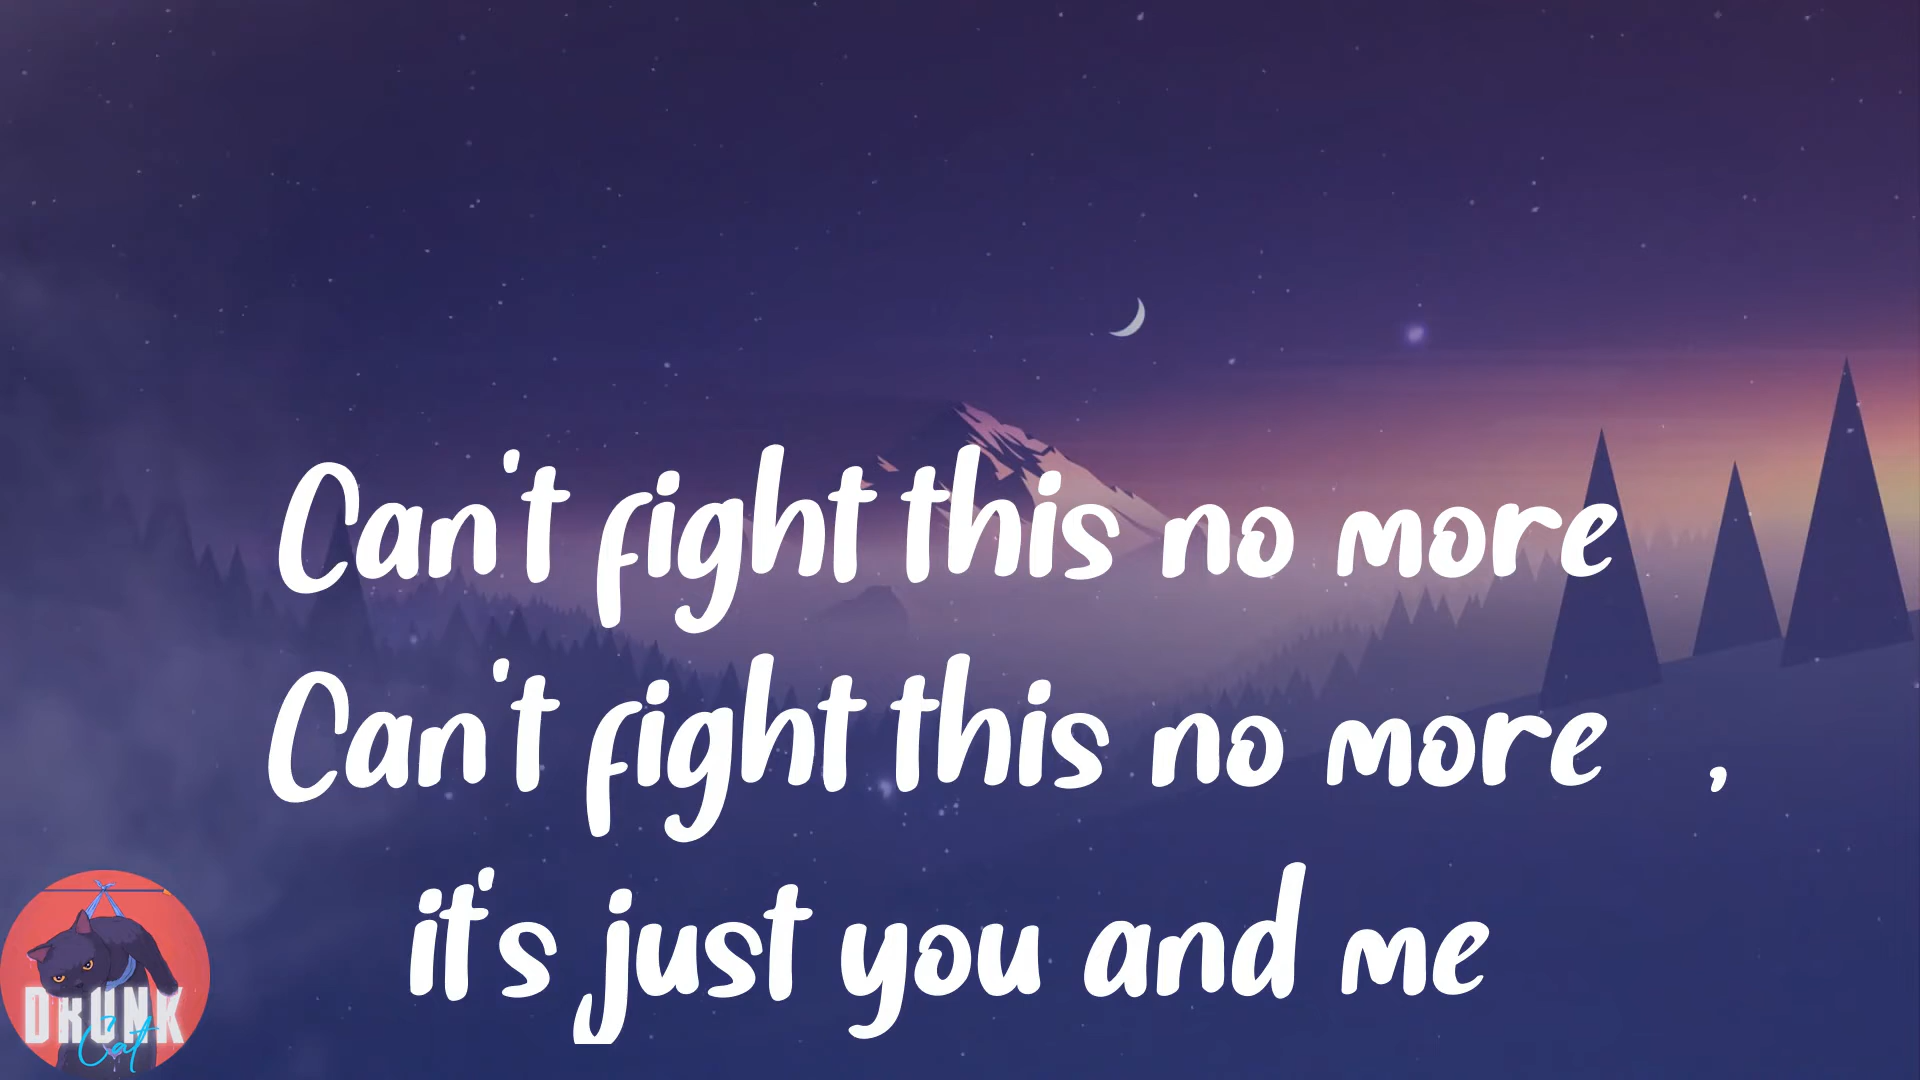 Can't fight this no more
Can't fight this no more ,
it's just you and me
DRUNK
Cat